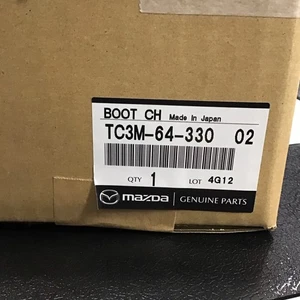 BOOT CH Made In Japan
TC3M-64-330 02
QTY 1 LOT 4G12
mazda GENUINE PARTS